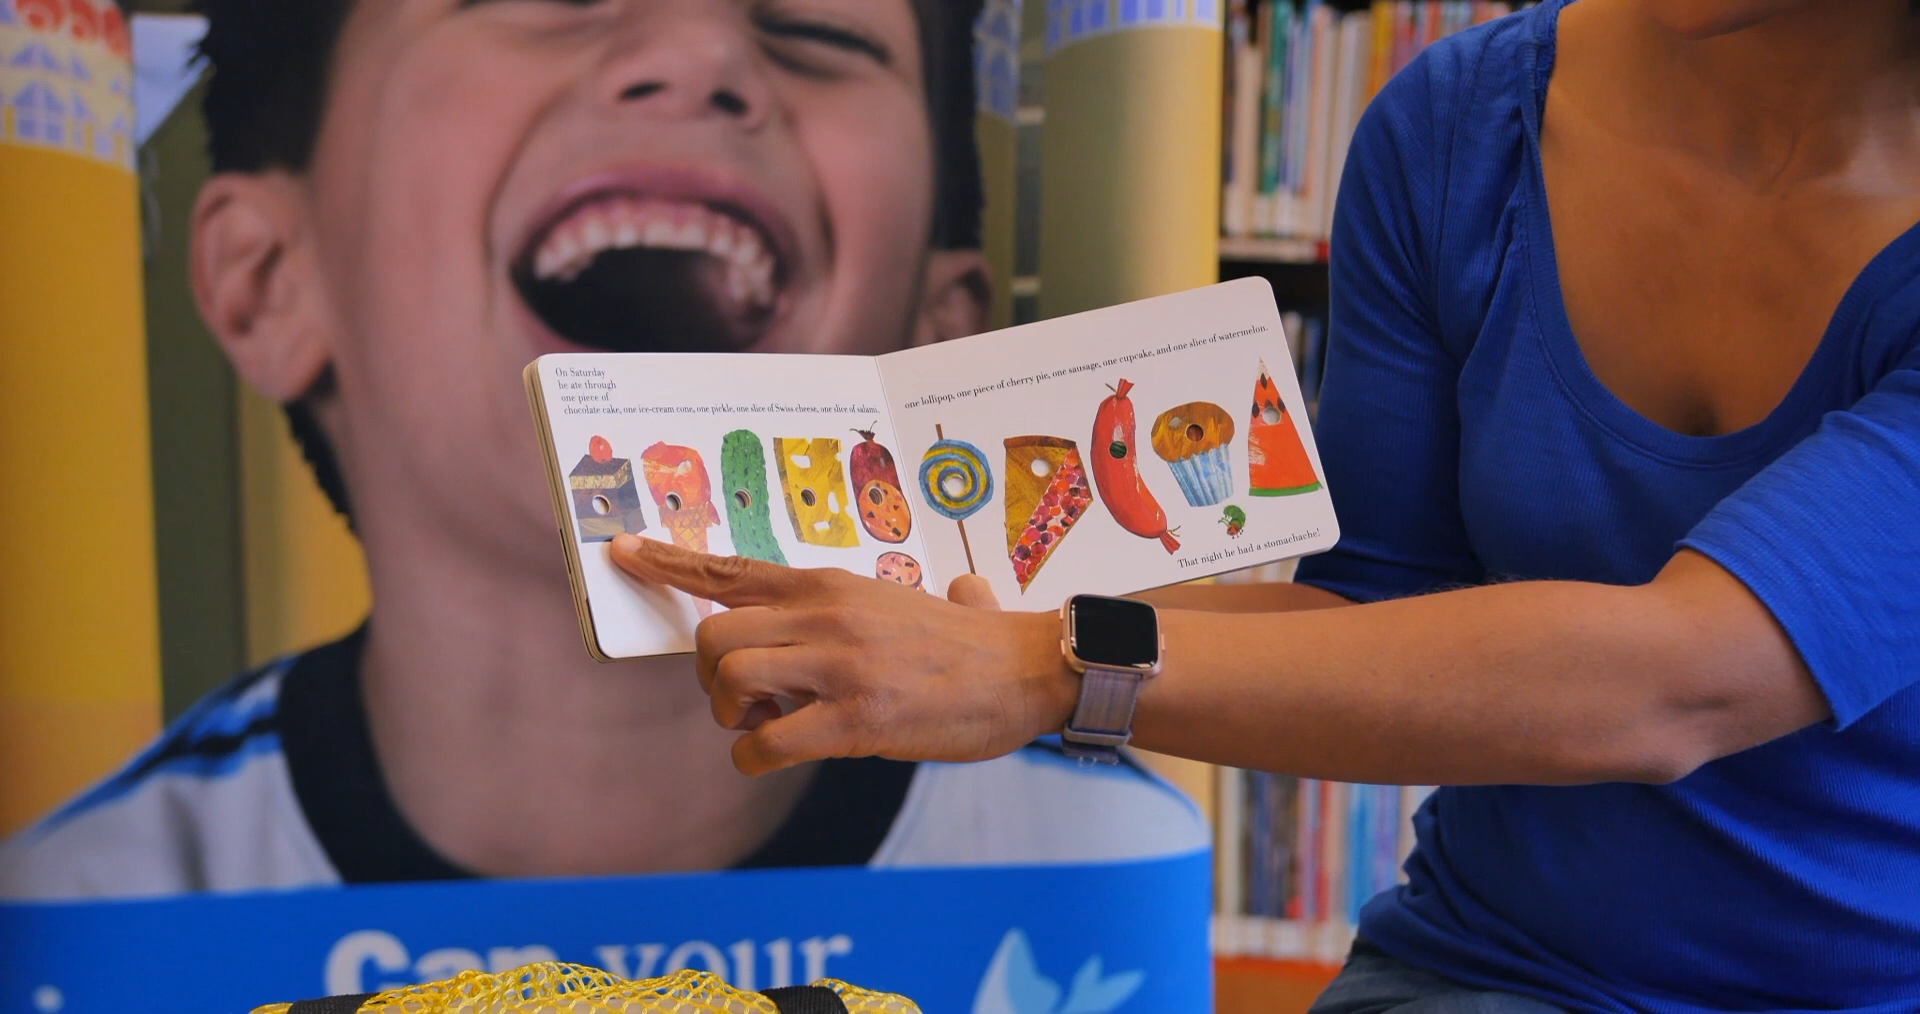 On Saturday
he ate through
one piece of
chocolate cake, one ice-cream cone, one pickle, one slice of Swiss cheese, one slice of salami,
one lollipop, one piece of cherry pie, one sausage, one cupcake, and one slice of watermelon.
That night he had a stomachache!
Can your